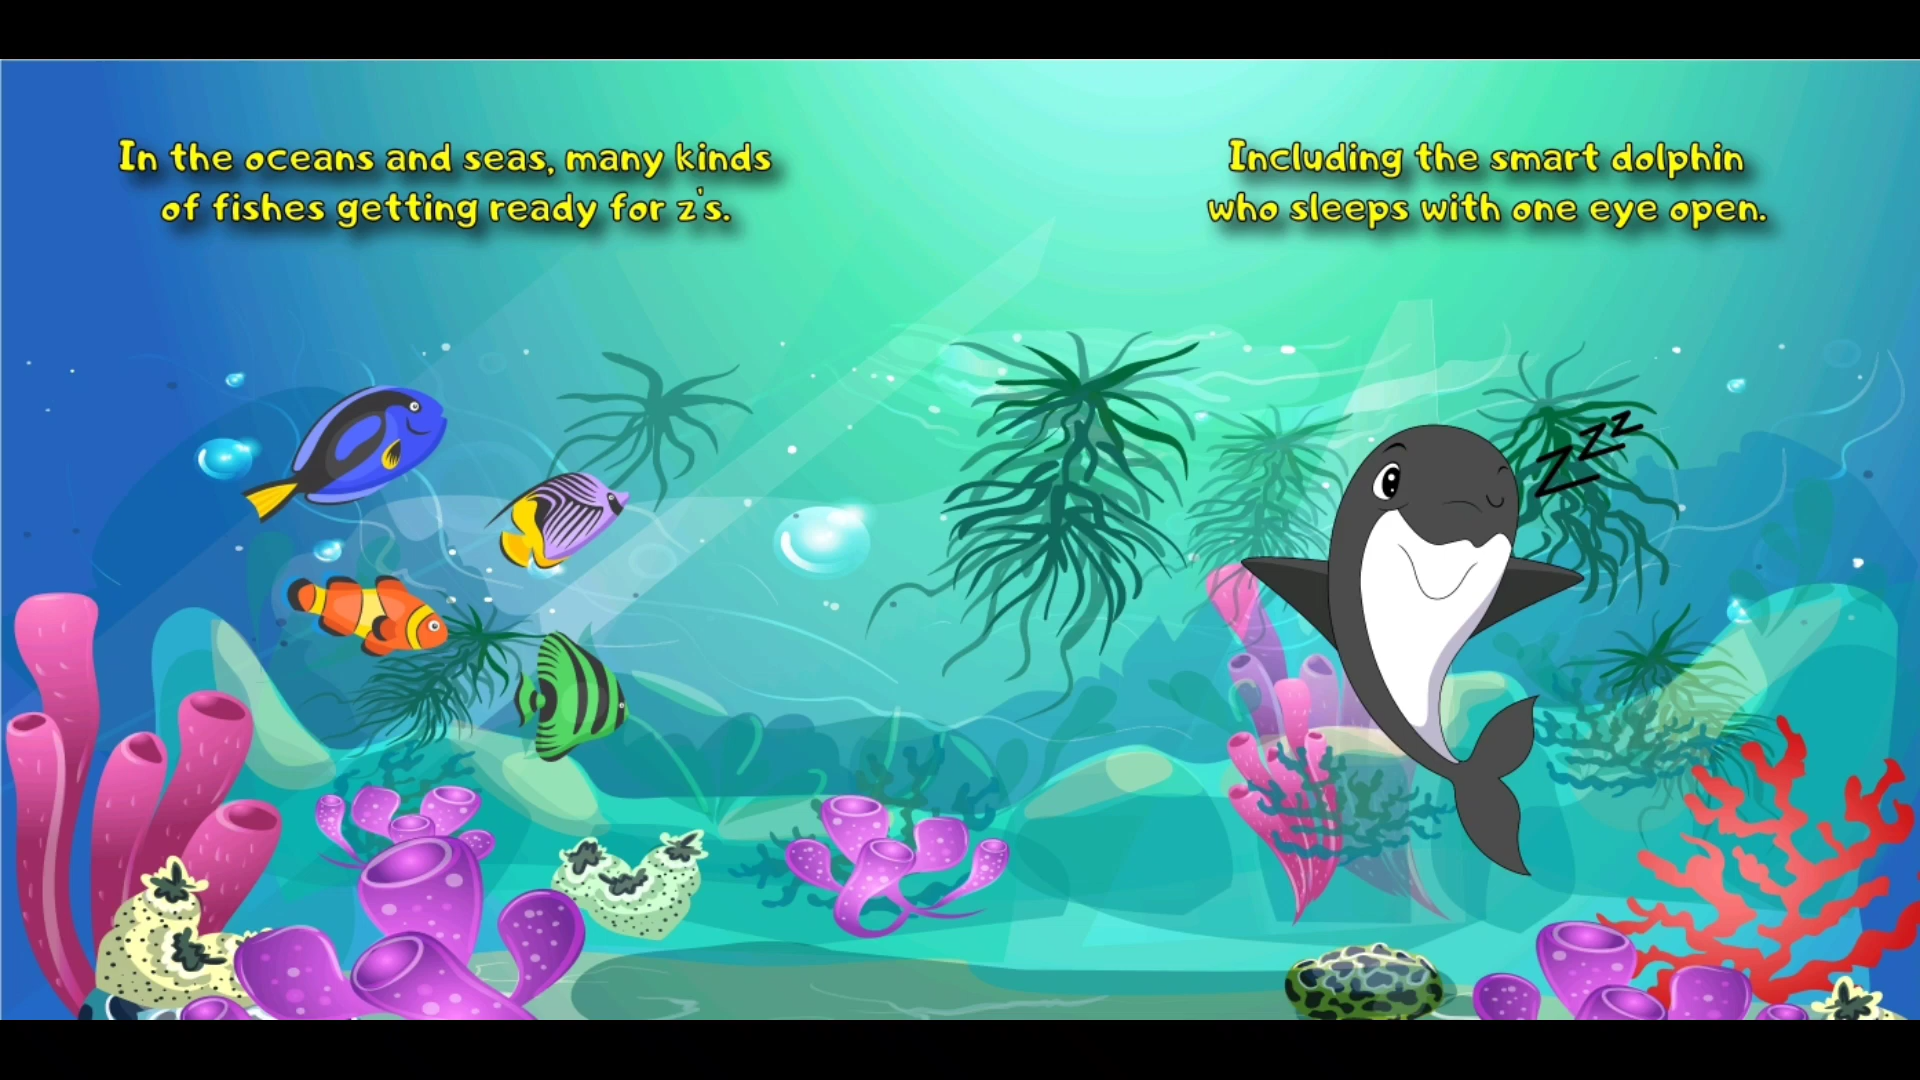 In the oceans and seas, many kinds
of fishes getting ready for z's.
Including the smart dolphin
who sleeps with one eye open.
Zzz